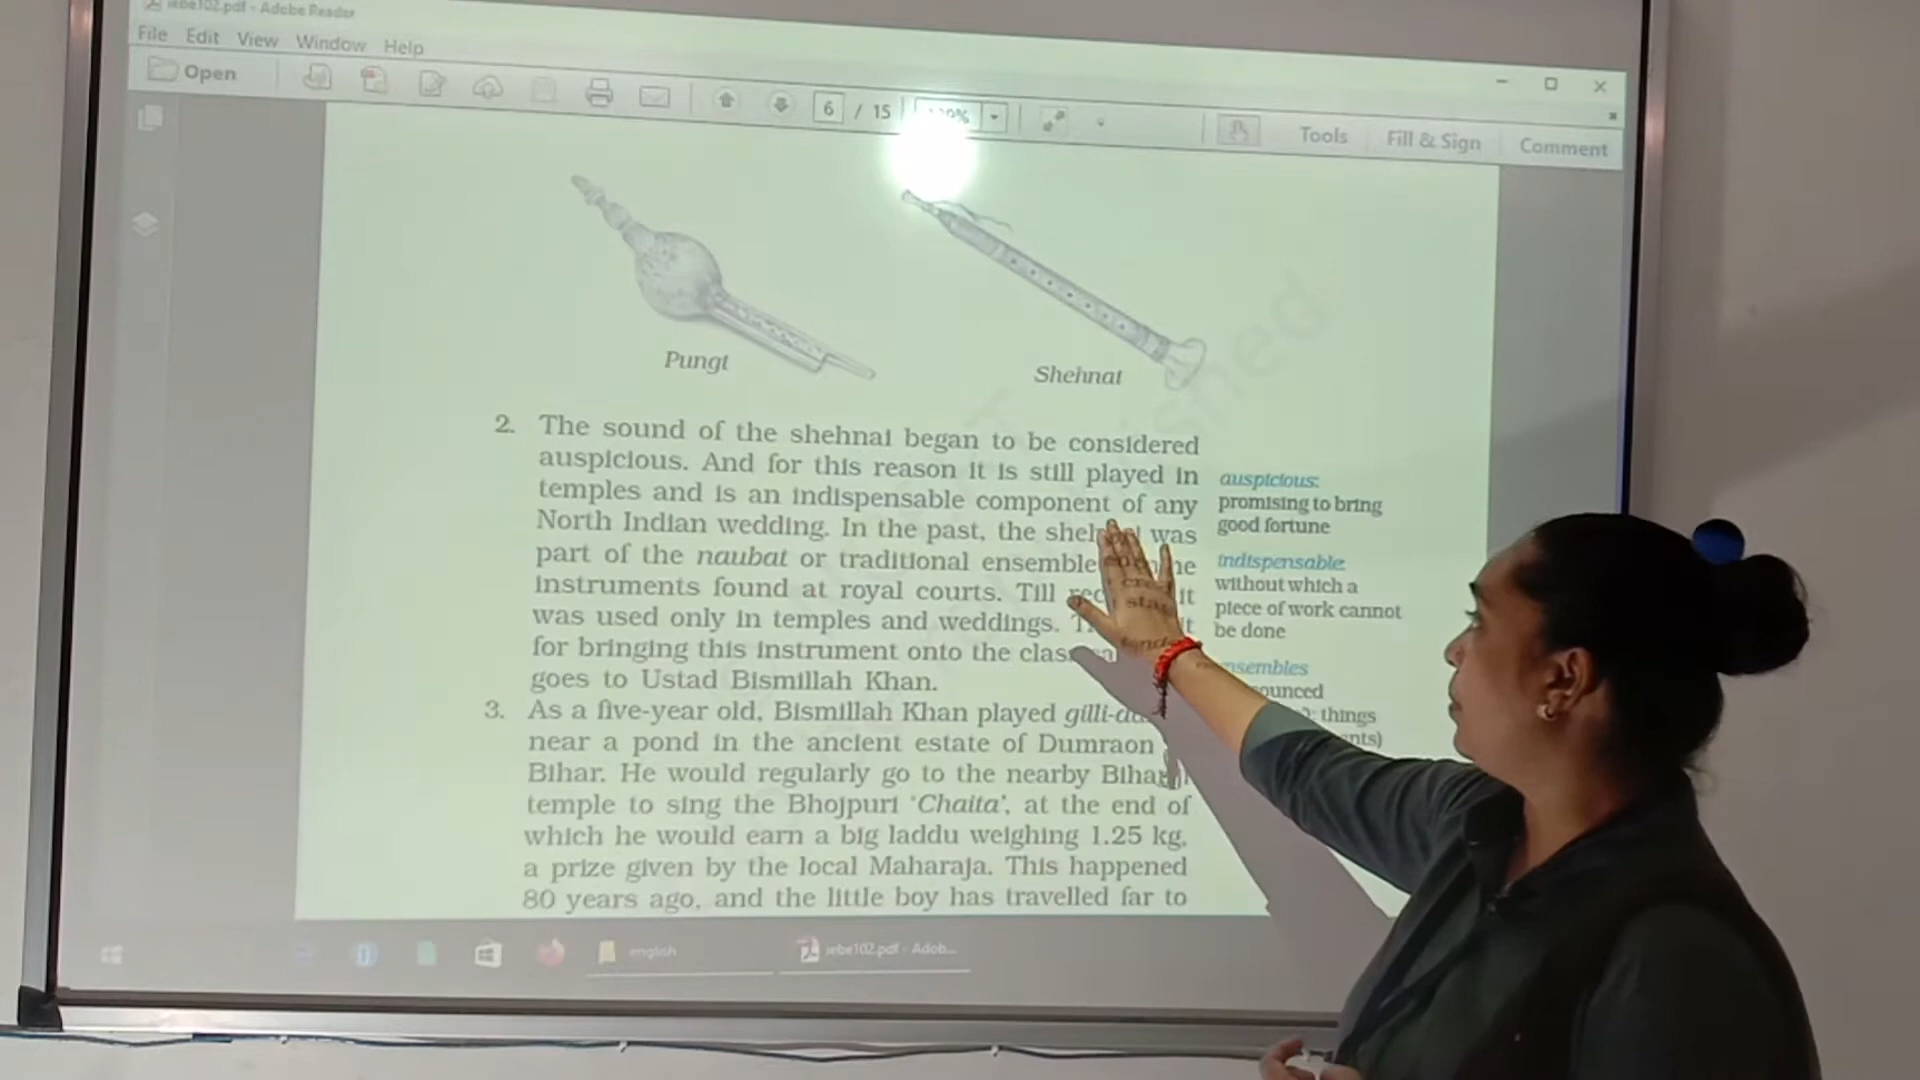 iebe102.pdf - Adobe Reader
File Edit View Window Help
Open
6 / 15
Tools Fill & Sign Comment
Pungi
Shehnai
2. The sound of the shehnai began to be considered
auspicious. And for this reason it is still played in
temples and is an indispensable component of any
North Indian wedding. In the past, the shehnai was
part of the naubat or traditional ensemble
instruments found at royal courts. Till it
was used only in temples and weddings.
for bringing this instrument onto the
goes to Ustad Bismillah Khan.
auspicious:
promising to bring
good fortune
indispensable:
without which a
piece of work cannot
be done
things
3. As a five-year old, Bismillah Khan played
near a pond in the ancient estate of Dumraon
Bihar. He would regularly go to the nearby
temple to sing the Bhojpuri ‘Chaita’, at the end of
which he would earn a big laddu weighing 1.25 kg,
a prize given by the local Maharaja. This happened
80 years ago, and the little boy has travelled far to
english
iebe102.pdf - Adob...